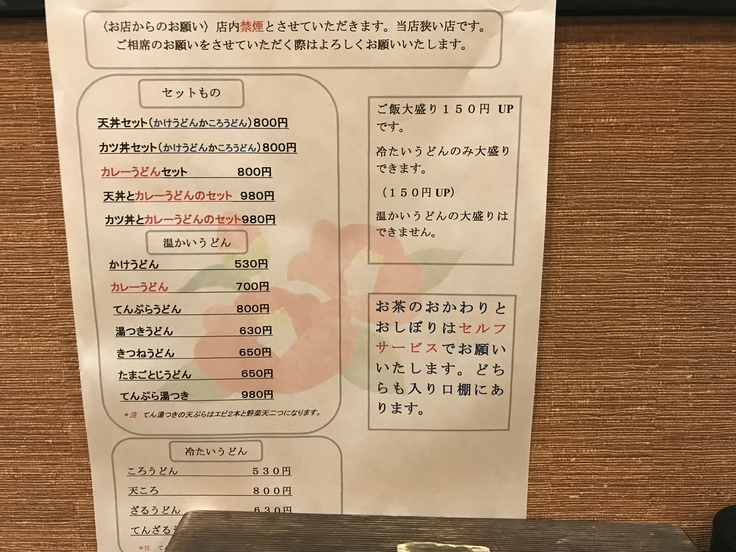 〈お店からのお願い〉店内禁煙とさせていただきます。当店狭い店です。
ご相席のお願いをさせていただく際はよろしくお願いいたします。
セットもの
天丼セット(かけうどんかころうどん)800円
カツ丼セット(かけうどんかころうどん)800円
カレーうどんセット 800円
天丼とカレーうどんのセット 980円
カツ丼とカレーうどんのセット980円
温かいうどん
かけうどん 530円
カレーうどん 700円
てんぷらうどん 800円
湯つきうどん 630円
きつねうどん 650円
たまごとじうどん 650円
てんぷら湯つき 980円
*注 てん湯つきの天ぷらはエビ2本と野菜天二つになります。
冷たいうどん
ころうどん 530円
天ころ 800円
ざるうどん 630円
てんざる
*注 て
ご飯大盛り150円 UP
です。
冷たいうどんのみ大盛り
できます。
(150円UP)
温かいうどんの大盛りは
できません。
お茶のおかわりと
おしぼりはセルフ
サービスでお願い
いたします。どち
らも入り口棚にあ
ります。